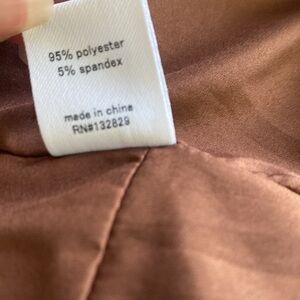 95% polyester
5% spandex
made in china
RN#132829